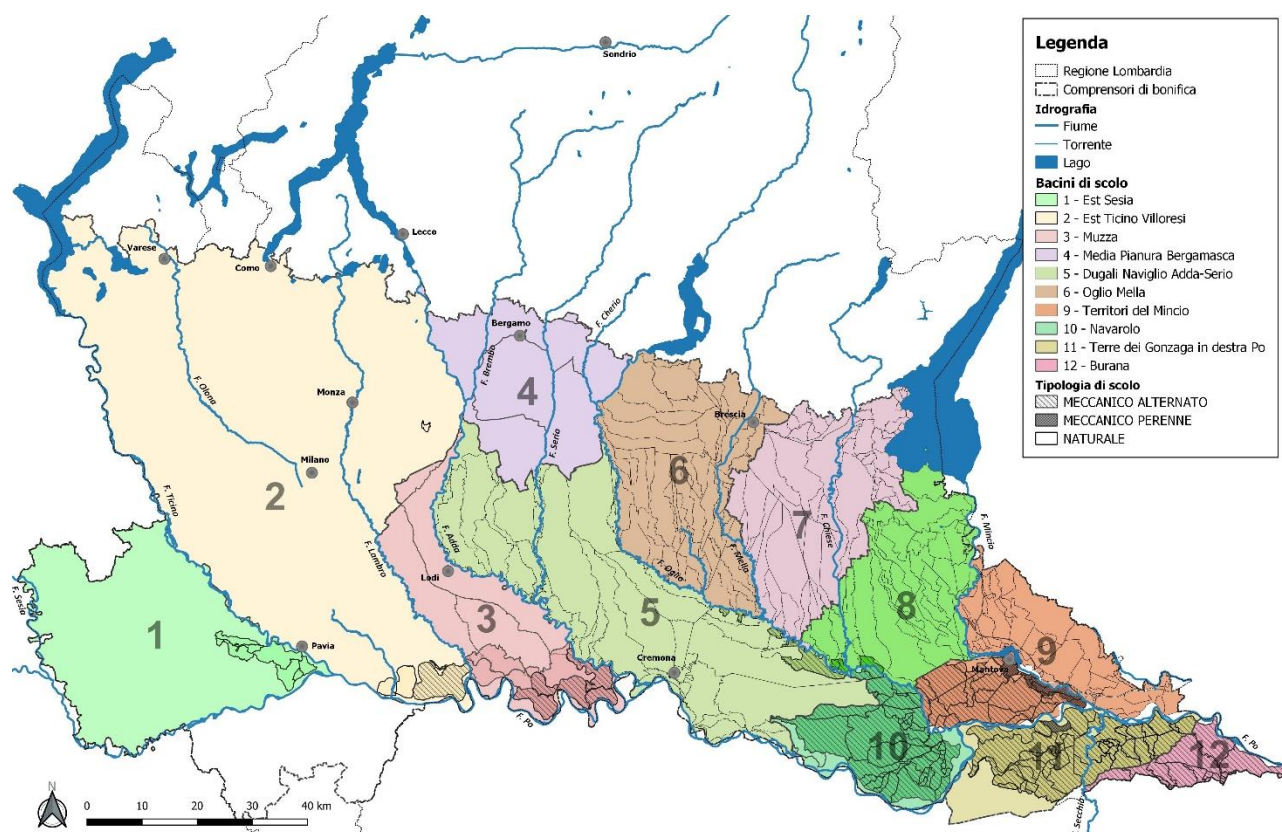 Legenda
Regione Lombardia
Comprensori di bonifica
Idrografia
Fiume
Torrente
Lago
Bacini di scolo
1 - Est Sesia
2 - Est Ticino Villoresi
3 - Muzza
4 - Media Pianura Bergamasca
5 - Dugali Naviglio Adda-Serio
6 - Oglio Mella
9 - Territori del Mincio
10 - Navarolo
11 - Terre dei Gonzaga in destra Po
12 - Burana
Tipologia di scolo
MECCANICO ALTERNATO
MECCANICO PERENNE
NATURALE
Sondrio
Lecco
Varese
Como
F. Cherio
Bergamo
F. Brembo
F. Olona
Monza
4
Brescia
F. Serio
Milano
2
6
F. Ticino
7
F. Chiese
F. Mincio
F. Adda
F. Lambro
F. Mella
F. Oglio
Lodi
F. Sesia
8
1
5
3
Pavia
9
Cremona
Mantova
F. Po
10
11
12
F. Po
F. Secchia
N
0 10 20 30 40 km